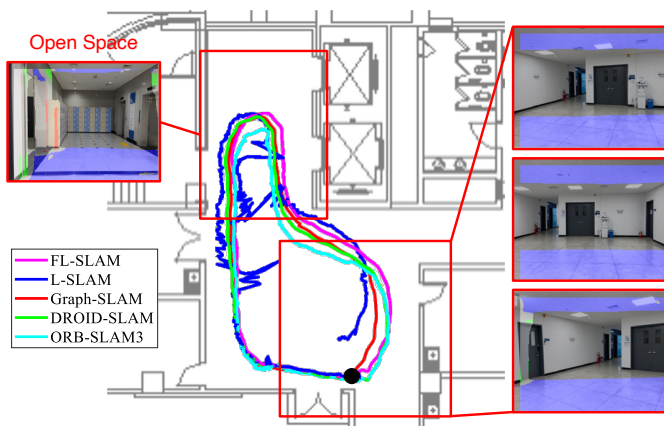 Open Space
FL-SLAM
L-SLAM
Graph-SLAM
DROID-SLAM
ORB-SLAM3